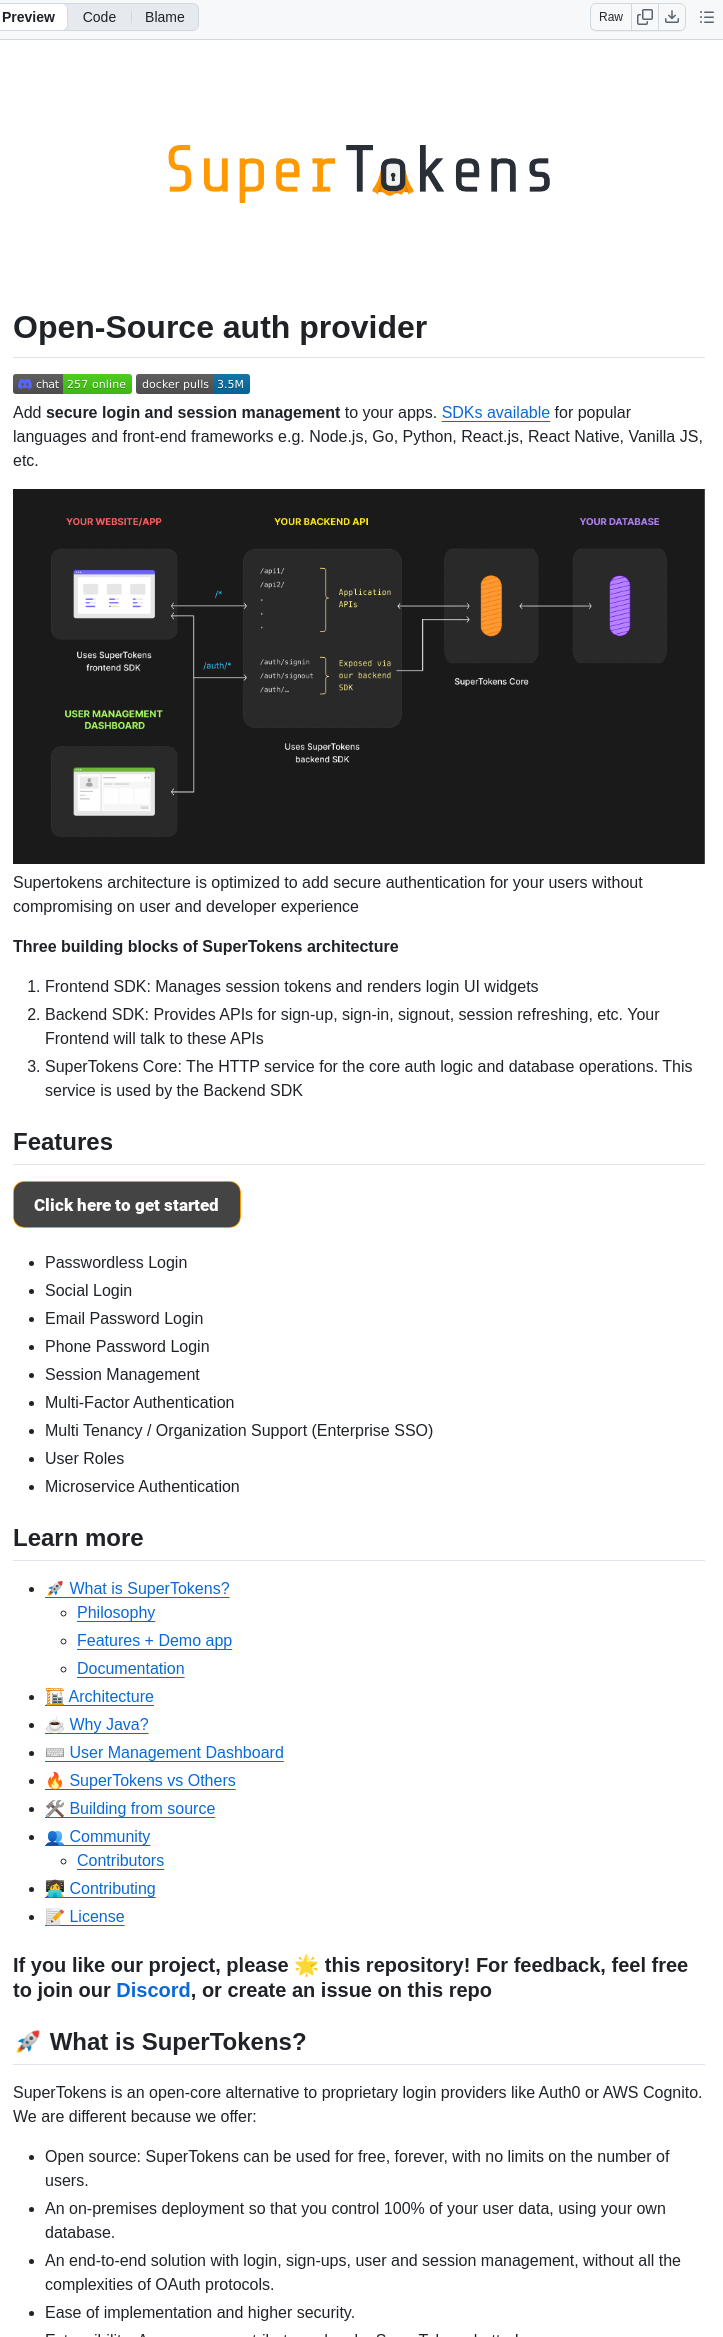 Preview Code Blame Raw
SuperTokens
Open-Source auth provider
chat 257 online docker pulls 3.5M
Add secure login and session management to your apps. SDKs available for popular
languages and front-end frameworks e.g. Node.js, Go, Python, React.js, React Native, Vanilla JS,
etc.
YOUR WEBSITE/APP YOUR BACKEND API YOUR DATABASE
/api1/
/api2/
.
.
.
Application
APIs
/*
/auth/*
Uses SuperTokens
frontend SDK
/auth/signin
/auth/signout
/auth/…
Exposed via
our backend
SDK
SuperTokens Core
USER MANAGEMENT
DASHBOARD
Uses SuperTokens
backend SDK
Supertokens architecture is optimized to add secure authentication for your users without
compromising on user and developer experience
Three building blocks of SuperTokens architecture
1. Frontend SDK: Manages session tokens and renders login UI widgets
2. Backend SDK: Provides APIs for sign-up, sign-in, signout, session refreshing, etc. Your
Frontend will talk to these APIs
3. SuperTokens Core: The HTTP service for the core auth logic and database operations. This
service is used by the Backend SDK
Features
Click here to get started
• Passwordless Login
• Social Login
• Email Password Login
• Phone Password Login
• Session Management
• Multi-Factor Authentication
• Multi Tenancy / Organization Support (Enterprise SSO)
• User Roles
• Microservice Authentication
Learn more
• 🚀 What is SuperTokens?
◦ Philosophy
◦ Features + Demo app
◦ Documentation
• 🏗️ Architecture
• ☕ Why Java?
• ⌨️ User Management Dashboard
• 🔥 SuperTokens vs Others
• 🛠️ Building from source
• 👥 Community
◦ Contributors
• 👩‍💻 Contributing
• 📝 License
If you like our project, please 🌟 this repository! For feedback, feel free
to join our Discord, or create an issue on this repo
🚀 What is SuperTokens?
SuperTokens is an open-core alternative to proprietary login providers like Auth0 or AWS Cognito.
We are different because we offer:
• Open source: SuperTokens can be used for free, forever, with no limits on the number of
users.
• An on-premises deployment so that you control 100% of your user data, using your own
database.
• An end-to-end solution with login, sign-ups, user and session management, without all the
complexities of OAuth protocols.
• Ease of implementation and higher security.